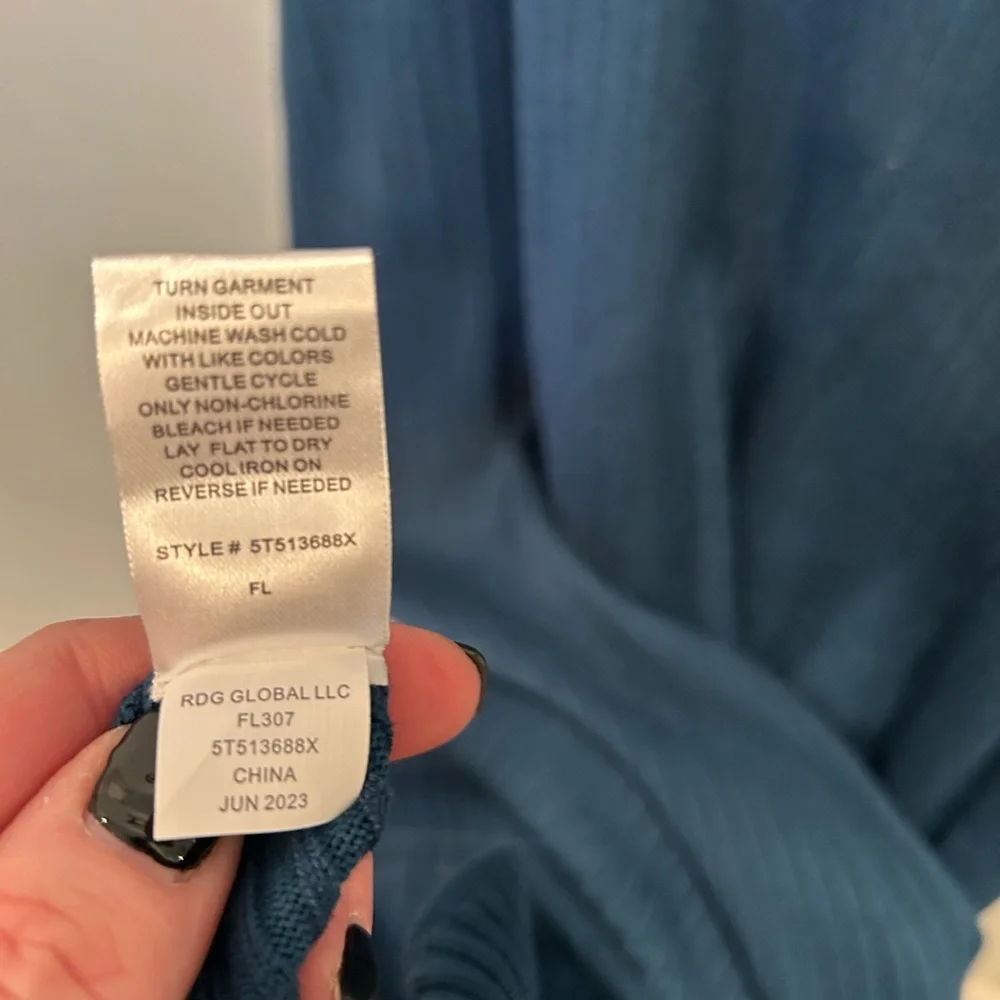 TURN GARMENT
INSIDE OUT
MACHINE WASH COLD
WITH LIKE COLORS
GENTLE CYCLE
ONLY NON-CHLORINE
BLEACH IF NEEDED
LAY FLAT TO DRY
COOL IRON ON
REVERSE IF NEEDED
STYLE # 5T513688X
FL
RDG GLOBAL LLC
FL307
5T513688X
CHINA
JUN 2023